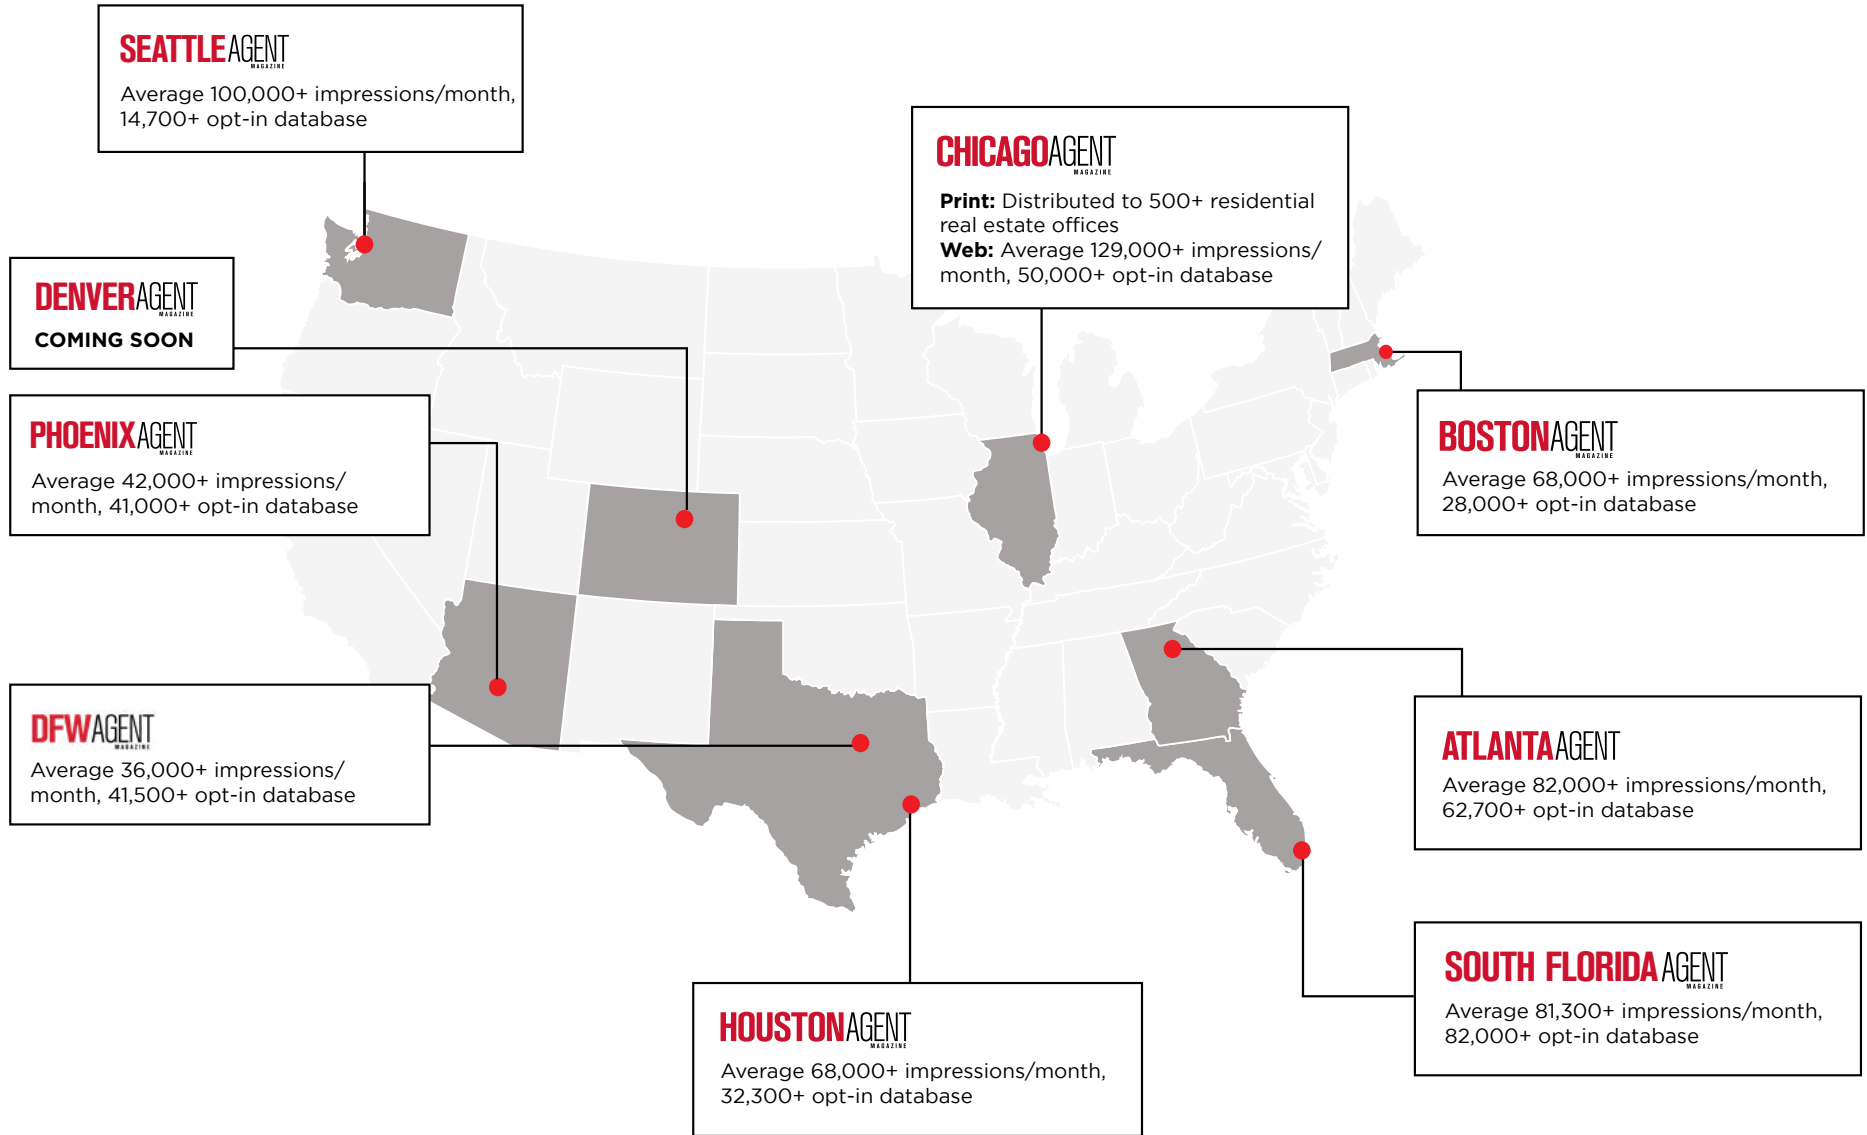 SEATTLEAGENT
MAGAZINE
Average 100,000+ impressions/month,
14,700+ opt-in database
CHICAGOAGENT
MAGAZINE
Print: Distributed to 500+ residential
real estate offices
Web: Average 129,000+ impressions/
month, 50,000+ opt-in database
DENVERAGENT
MAGAZINE
COMING SOON
PHOENIXAGENT
MAGAZINE
Average 42,000+ impressions/
month, 41,000+ opt-in database
BOSTONAGENT
MAGAZINE
Average 68,000+ impressions/month,
28,000+ opt-in database
DFWAGENT
MAGAZINE
Average 36,000+ impressions/
month, 41,500+ opt-in database
ATLANTAAGENT
Average 82,000+ impressions/month,
62,700+ opt-in database
SOUTH FLORIDA AGENT
MAGAZINE
Average 81,300+ impressions/month,
82,000+ opt-in database
HOUSTONAGENT
MAGAZINE
Average 68,000+ impressions/month,
32,300+ opt-in database